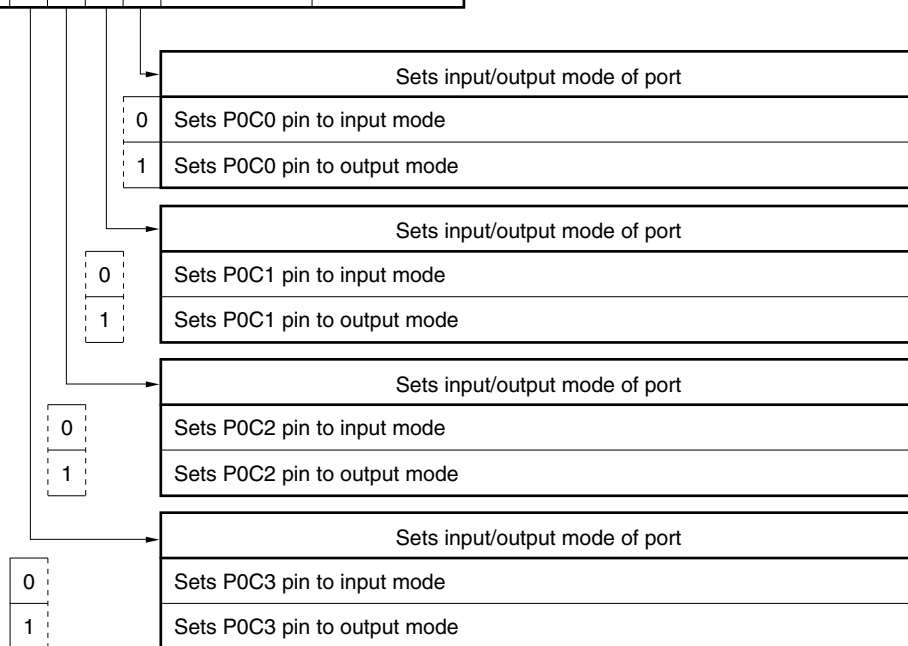 Sets input/output mode of port
0 Sets P0C0 pin to input mode
1 Sets P0C0 pin to output mode
Sets input/output mode of port
0 Sets P0C1 pin to input mode
1 Sets P0C1 pin to output mode
Sets input/output mode of port
0 Sets P0C2 pin to input mode
1 Sets P0C2 pin to output mode
Sets input/output mode of port
0 Sets P0C3 pin to input mode
1 Sets P0C3 pin to output mode